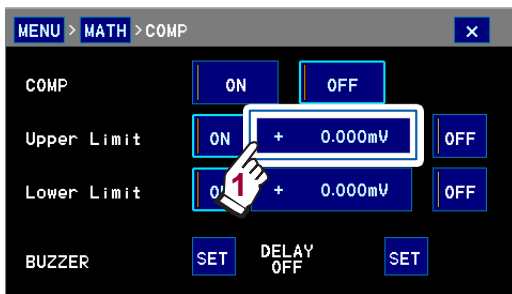 MENU > MATH > COMP ×
COMP ON OFF
Upper Limit ON + 0.000mV OFF
Lower Limit + 0.000mV OFF
1
BUZZER SET DELAY OFF SET